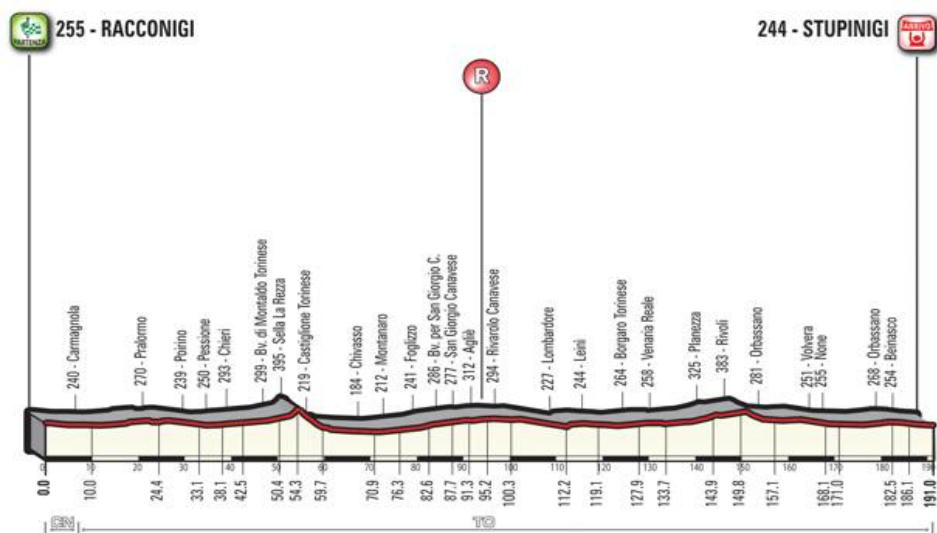 PARTENZA
255 - RACCONIGI
244 - STUPINIGI
ARRIVO
R
240 - Carmagnola
270 - Pralormo
239 - Poirino
250 - Pessione
293 - Chieri
299 - Bv. di Montaldo Torinese
395 - Sella La Rezza
219 - Castiglione Torinese
184 - Chivasso
212 - Montanaro
241 - Foglizzo
286 - Bv. per San Giorgio C.
277 - San Giorgio Canavese
312 - Agliè
294 - Rivarolo Canavese
227 - Lombardore
244 - Leinì
264 - Borgaro Torinese
258 - Venaria Reale
325 - Pianezza
383 - Rivoli
281 - Orbassano
251 - Volvera
255 - None
268 - Orbassano
254 - Beinasco
0 10 20 30 40 50 60 70 80 90 100 110 120 130 140 150 160 170 180 190
0.0 10.0 24.4 33.1 38.1 42.5 50.4 54.3 59.7 70.9 76.3 82.6 87.7 91.3 95.2 100.3 112.2 119.1 127.9 133.7 143.9 149.8 157.1 168.1 171.0 182.5 186.1 191.0
CN TO